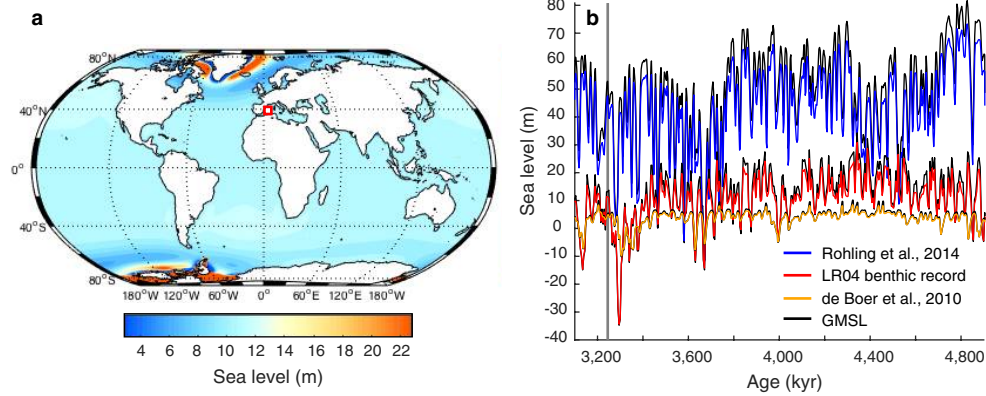 a
80°N
40°N
0°
40°S
80°S
180°W 120°W 60°W 0° 60°E 120°E 180°W
4 6 8 10 12 14 16 18 20 22
Sea level (m)
b
Sea level (m)
80
70
60
50
40
30
20
10
0
-10
-20
-30
-40
Rohling et al., 2014
LR04 benthic record
de Boer et al., 2010
GMSL
3,200 3,600 4,000 4,400 4,800
Age (kyr)